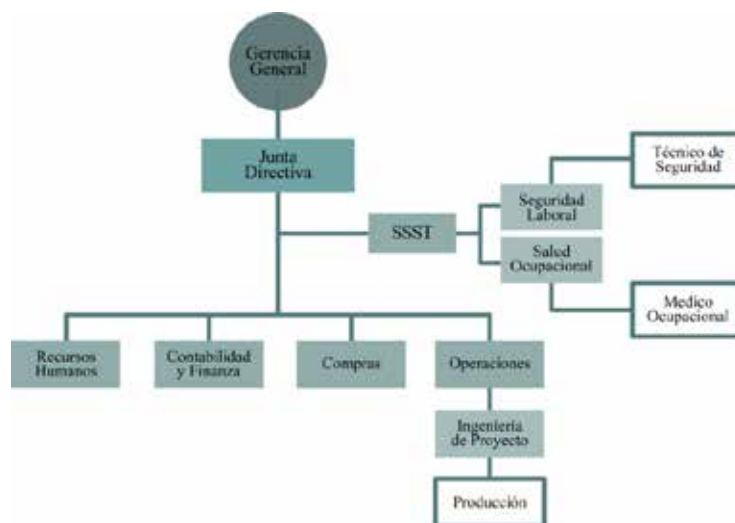 Gerencia
General
Junta
Directiva
Técnico de
Seguridad
Seguridad
Laboral
SSST
Salud
Ocupacional
Medico
Ocupacional
Recursos
Humanos
Contabilidad
y Finanza
Compras
Operaciones
Ingeniería
de Proyecto
Producción